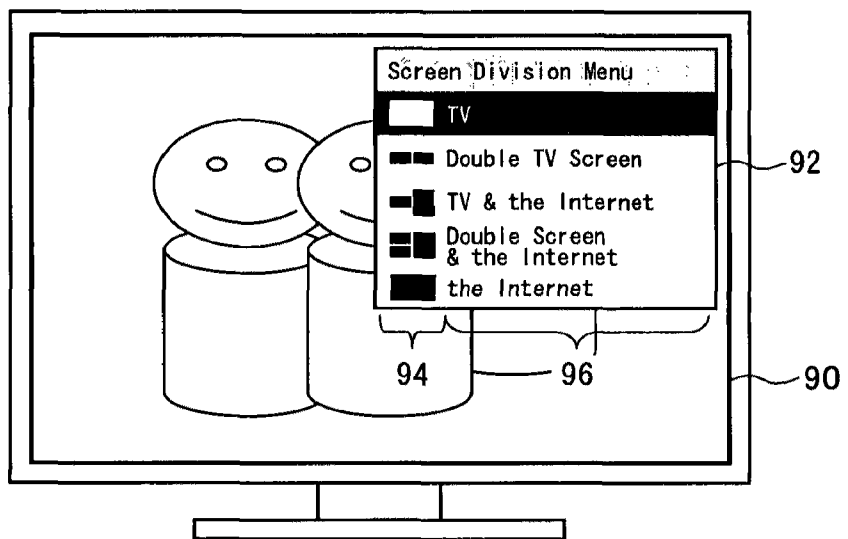 Screen Division Menu
TV
Double TV Screen
TV & the Internet
Double Screen
& the Internet
the Internet
92
94
96
90